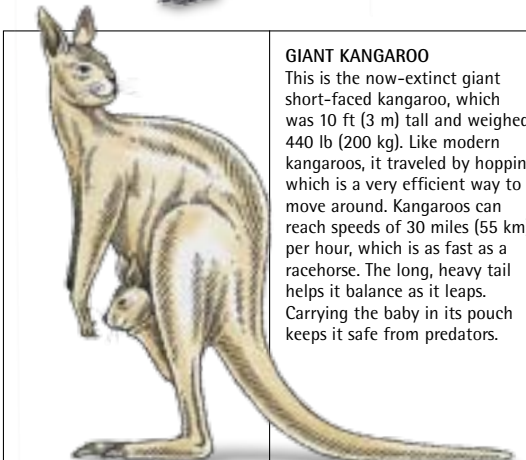 GIANT KANGAROO
This is the now-extinct giant
short-faced kangaroo, which
was 10 ft (3 m) tall and weighed
440 lb (200 kg). Like modern
kangaroos, it traveled by hoppin
which is a very efficient way to
move around. Kangaroos can
reach speeds of 30 miles (55 km
per hour, which is as fast as a
racehorse. The long, heavy tail
helps it balance as it leaps.
Carrying the baby in its pouch
keeps it safe from predators.